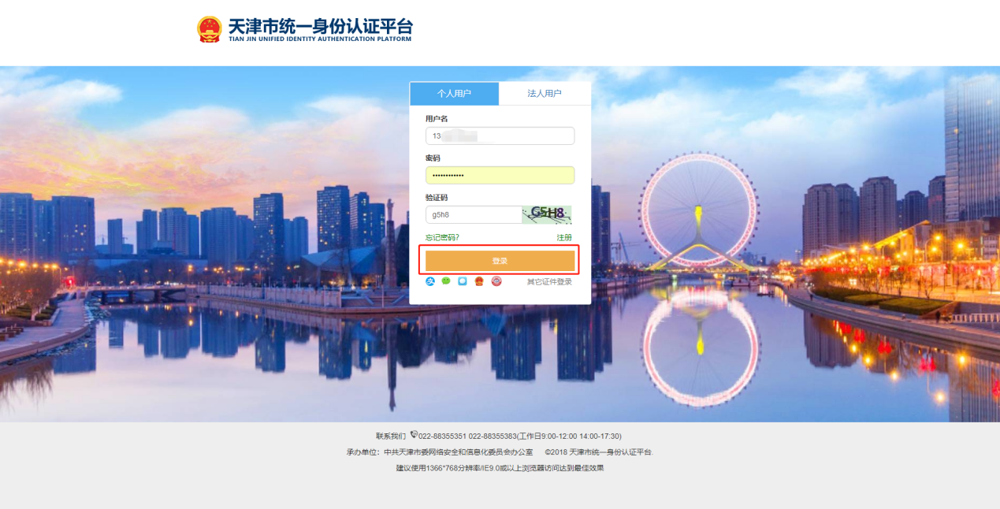 天津市统一身份认证平台
TIAN JIN UNIFIED IDENTITY AUTHENTICATION PLATFORM
个人用户 法人用户
用户名
13
密码
验证码
g5h8 G5H8
忘记密码? 注册
登录
其它证件登录
联系我们 022-88355351 022-88355383(工作日9:00-12:00 14:00-17:30)
承办单位：中共天津市委网络安全和信息化委员会办公室 ©2018 天津市统一身份认证平台.
建议使用1366*768分辨率/IE9.0或以上浏览器访问达到最佳效果